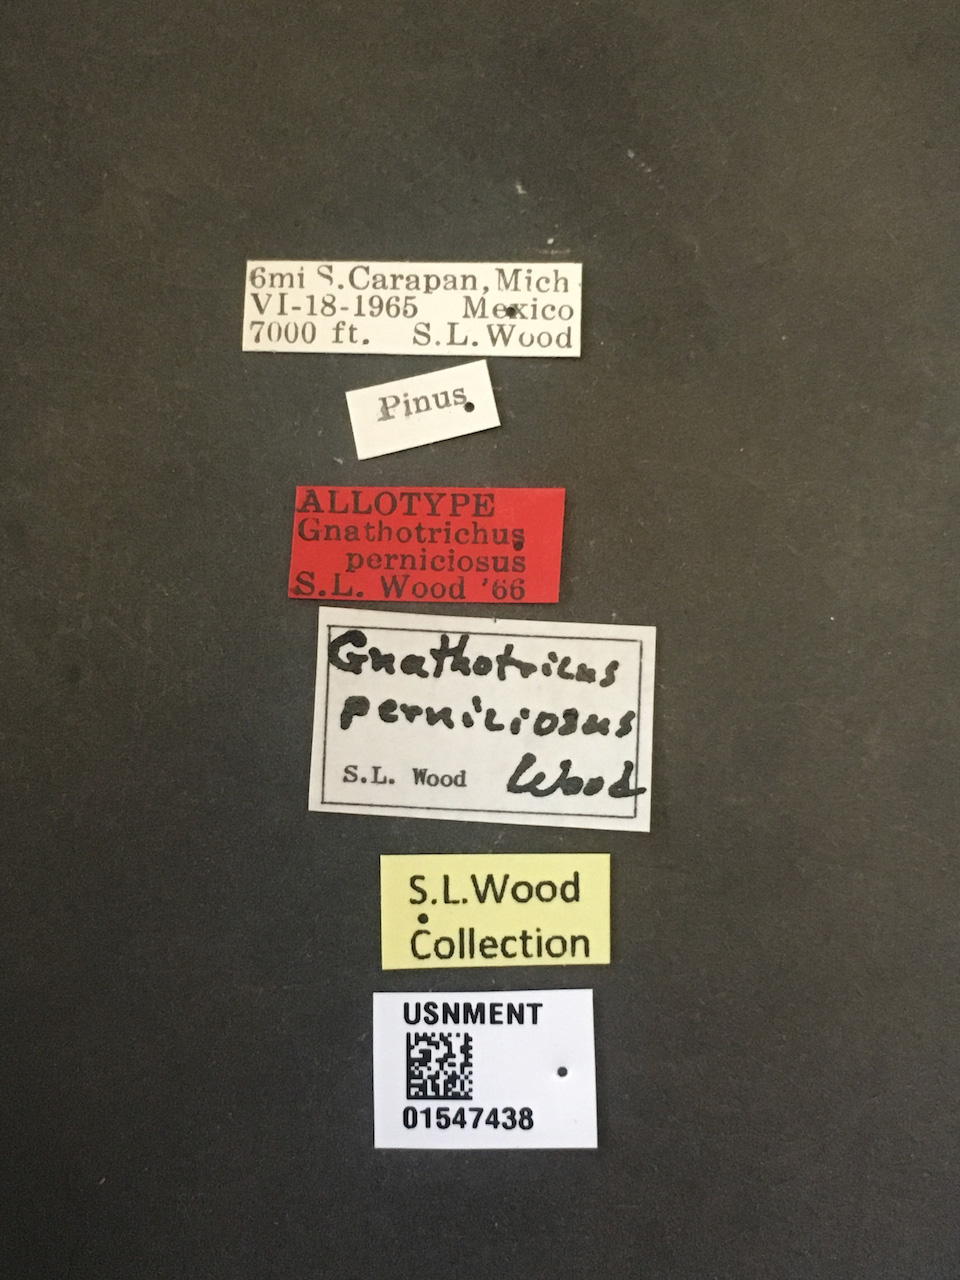 6mi S.Carapan, Mich
VI-18-1965 Mexico
7000 ft. S.L.Wood
Pinus
ALLOTYPE
Gnathotrichus
perniciosus
S.L. Wood '66
Gnathotricus
perniciosus
Wood
S.L. Wood
S.L.Wood
Collection
USNMENT
01547438